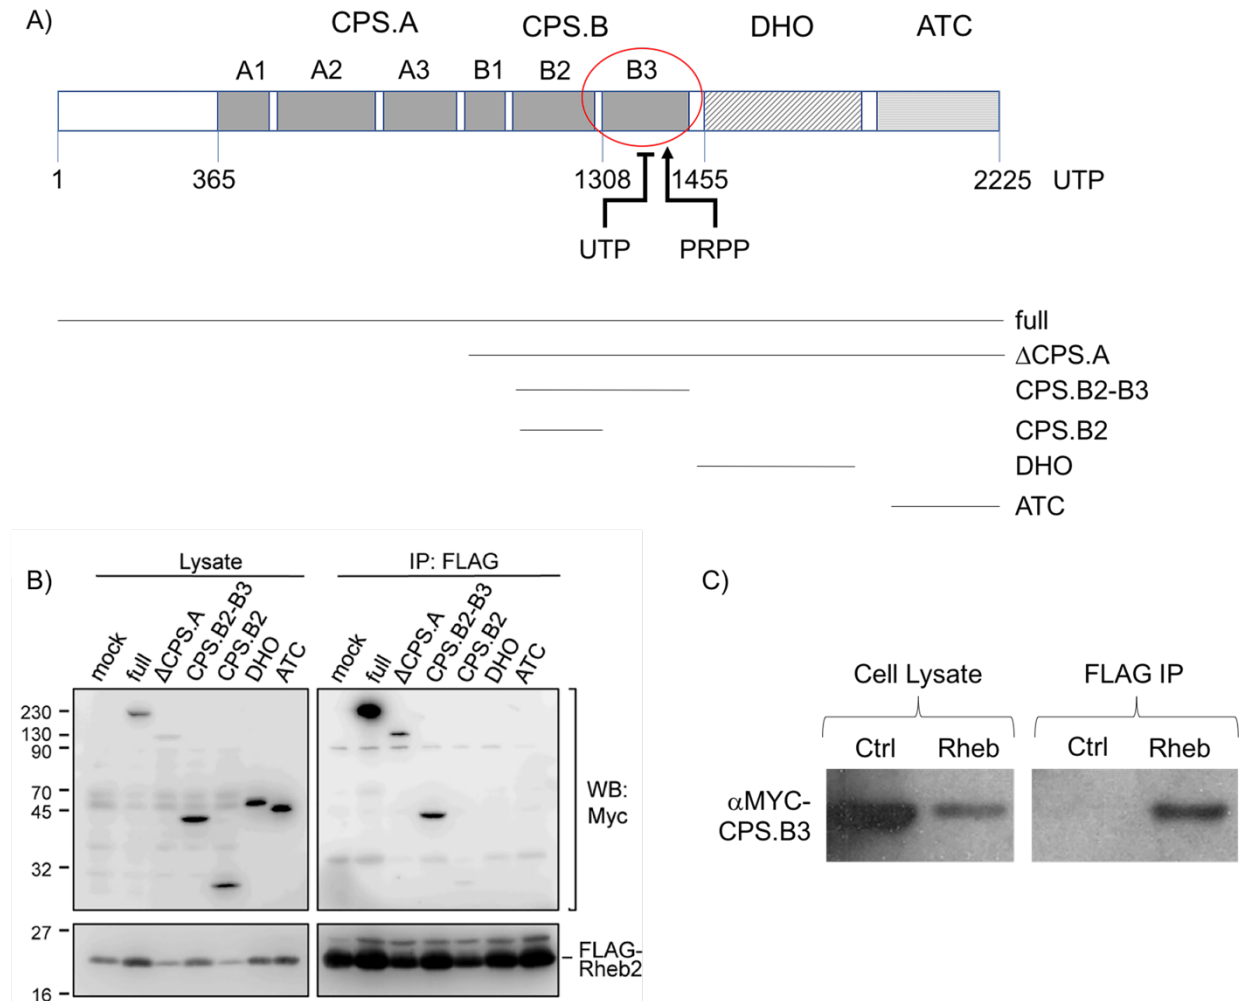 A)
CPS.A CPS.B DHO ATC
A1 A2 A3 B1 B2 B3
1 365 1308 1455 2225 UTP
UTP PRPP
full
ΔCPS.A
CPS.B2-B3
CPS.B2
DHO
ATC
B)
Lysate IP: FLAG
mock full ΔCPS.A CPS.B2-B3 CPS.B2 DHO ATC mock full ΔCPS.A CPS.B2-B3 CPS.B2 DHO ATC
230
130
90
70
45
32
WB:
Myc
27
16
FLAG-
Rheb2
C)
Cell Lysate FLAG IP
Ctrl Rheb Ctrl Rheb
αMYC-
CPS.B3